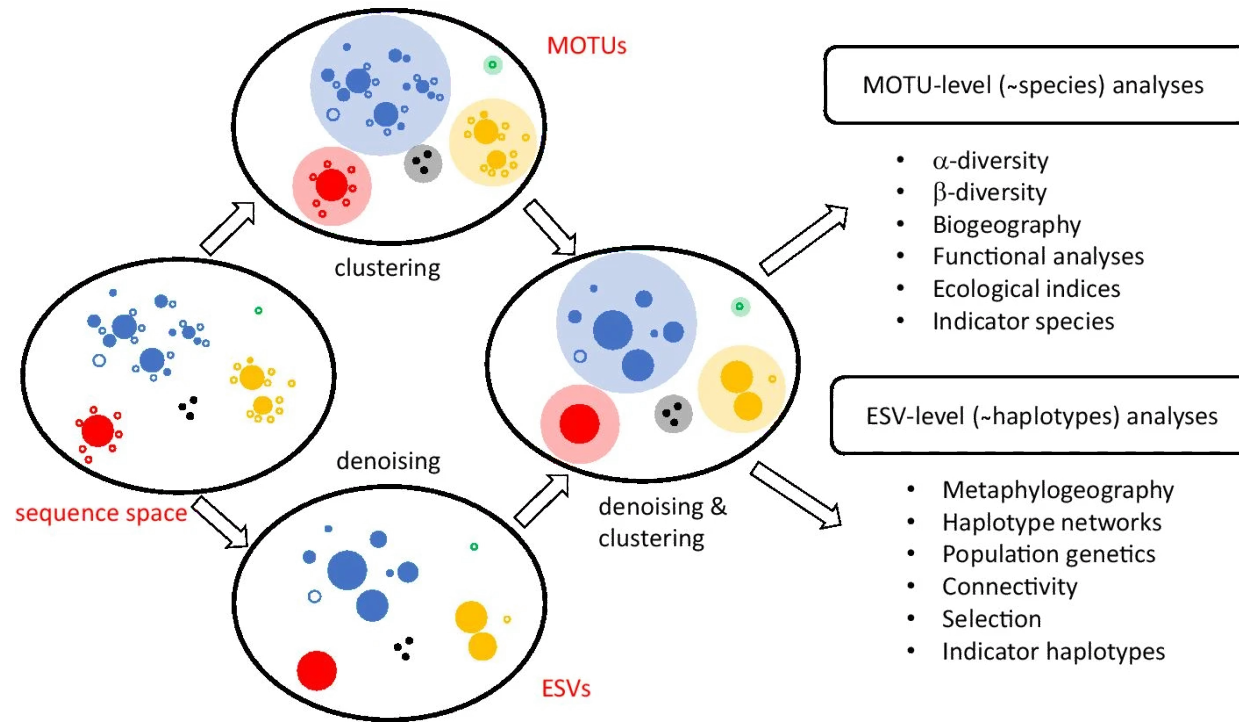 MOTUs
clustering
sequence space
denoising
ESVs
denoising &
clustering
MOTU-level (~species) analyses
• α-diversity
• β-diversity
• Biogeography
• Functional analyses
• Ecological indices
• Indicator species
ESV-level (~haplotypes) analyses
• Metaphylogeography
• Haplotype networks
• Population genetics
• Connectivity
• Selection
• Indicator haplotypes